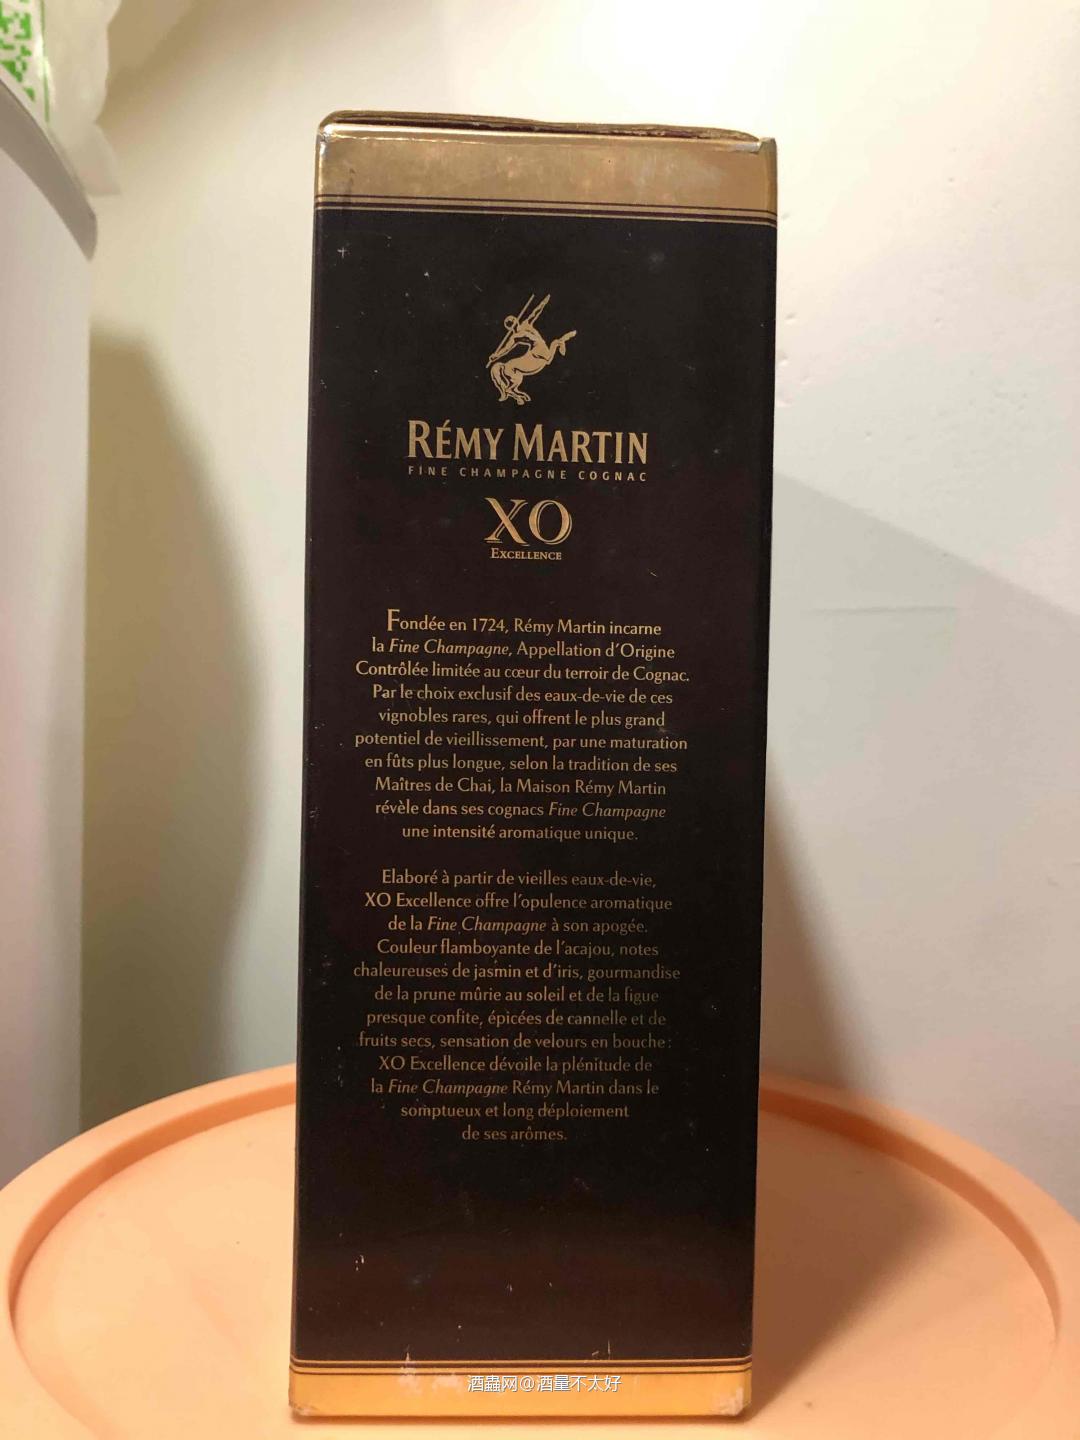 RÉMY MARTIN
FINE CHAMPAGNE COGNAC
XO
EXCELLENCE
Fondée en 1724, Rémy Martin incarne
la Fine Champagne, Appellation d'Origine
Contrôlée limitée au cœur du terroir de Cognac.
Par le choix exclusif des eaux-de-vie de ces
vignobles rares, qui offrent le plus grand
potentiel de vieillissement, par une maturation
en fûts plus longue, selon la tradition de ses
Maîtres de Chai, la Maison Rémy Martin
révèle dans ses cognacs Fine Champagne
une intensité aromatique unique.
Elaboré à partir de vieilles eaux-de-vie,
XO Excellence offre l'opulence aromatique
de la Fine Champagne à son apogée.
Couleur flamboyante de l'acajou, notes
chaleureuses de jasmin et d'iris, gourmandise
de la prune mûrie au soleil et de la figue
presque confite, épicées de cannelle et de
fruits secs, sensation de velours en bouche :
XO Excellence dévoile la plénitude de
la Fine Champagne Rémy Martin dans le
somptueux et long déploiement
de ses arômes.
酒蟲网@酒量不太好